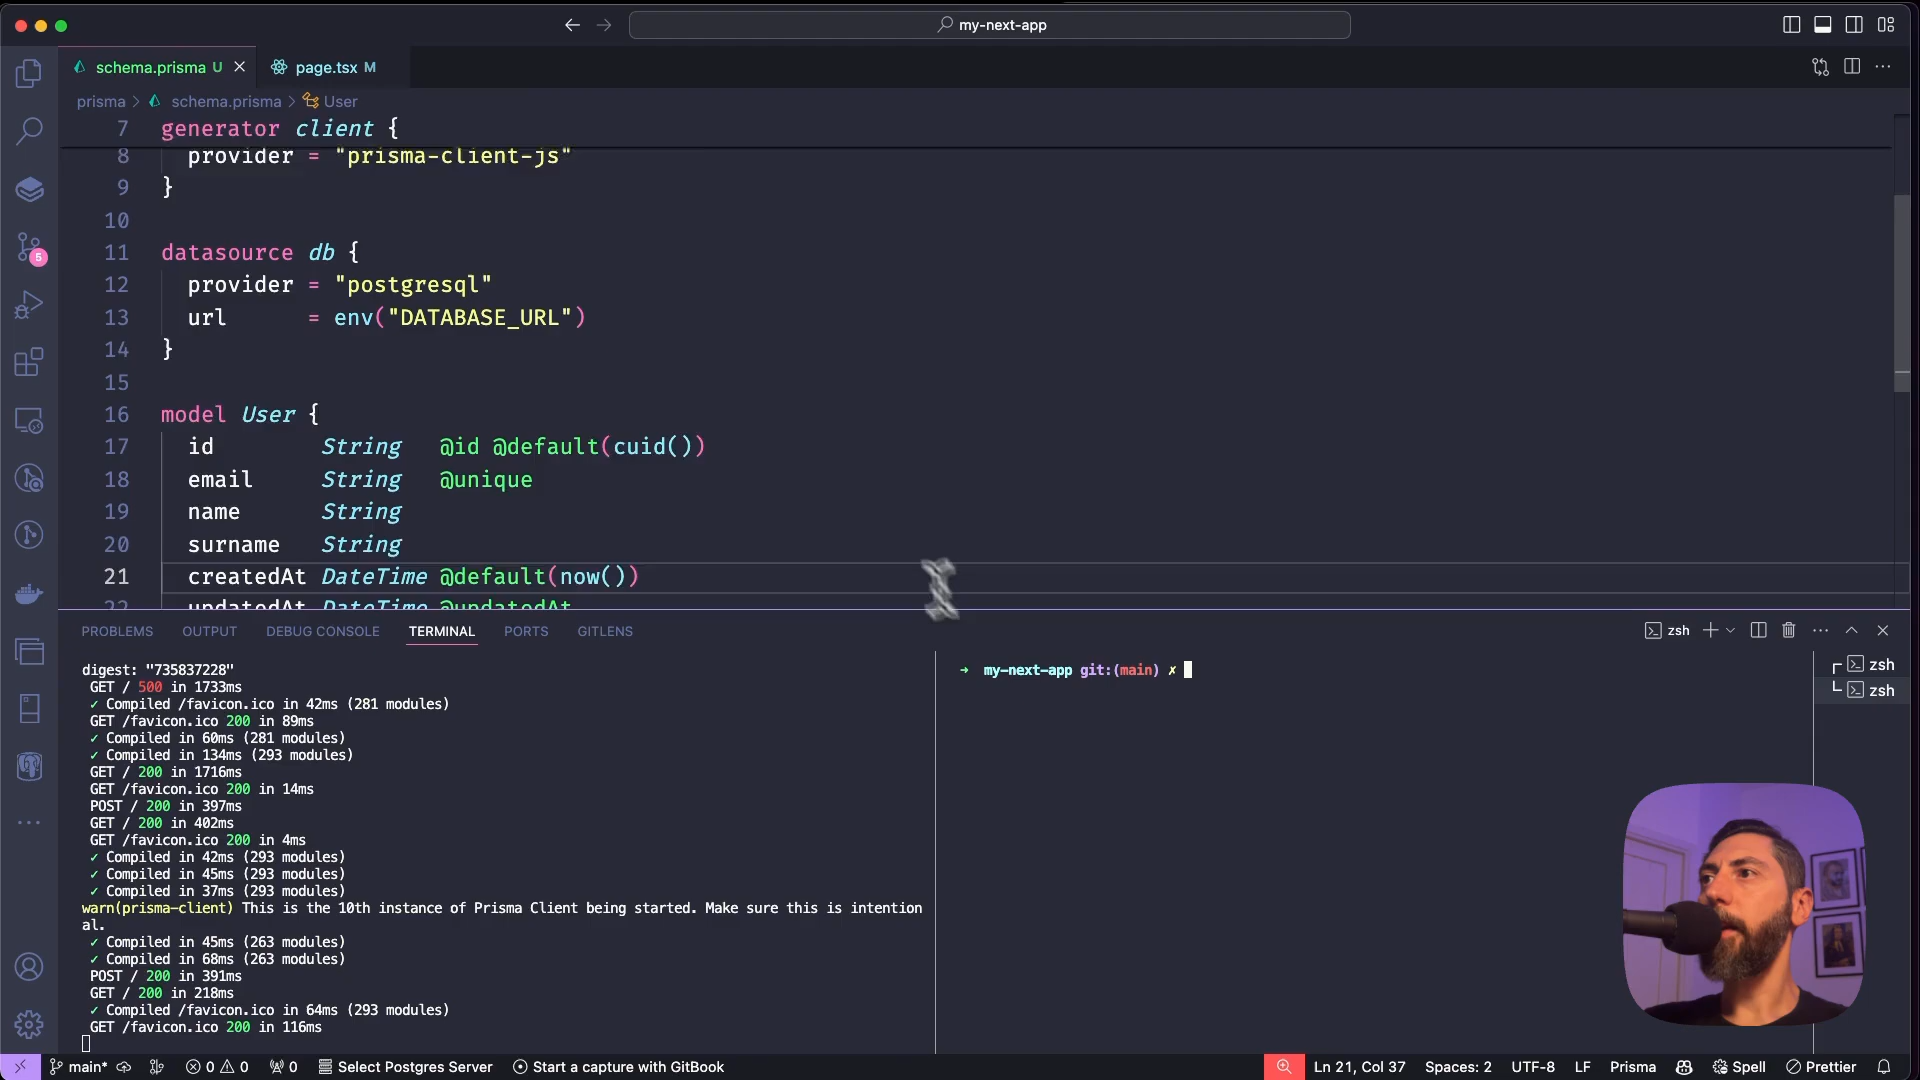 my-next-app
schema.prisma U
page.tsx M
prisma > schema.prisma > User
7 generator client {
8 provider = "prisma-client-js"
9 }
10
11 datasource db {
12 provider = "postgresql"
13 url = env("DATABASE_URL")
14 }
15
16 model User {
17 id String @id @default(cuid())
18 email String @unique
19 name String
20 surname String
21 createdAt DateTime @default(now())
22 updatedAt DateTime @updatedAt
5
PROBLEMS OUTPUT DEBUG CONSOLE TERMINAL PORTS GITLENS
zsh
digest: "735837228"
GET / 500 in 1733ms
✓ Compiled /favicon.ico in 42ms (281 modules)
GET /favicon.ico 200 in 89ms
✓ Compiled in 60ms (281 modules)
✓ Compiled in 134ms (293 modules)
GET / 200 in 1716ms
GET /favicon.ico 200 in 14ms
POST / 200 in 397ms
GET / 200 in 402ms
GET /favicon.ico 200 in 4ms
✓ Compiled in 42ms (293 modules)
✓ Compiled in 45ms (293 modules)
✓ Compiled in 37ms (293 modules)
warn(prisma-client) This is the 10th instance of Prisma Client being started. Make sure this is intention
al.
✓ Compiled in 45ms (263 modules)
✓ Compiled in 68ms (263 modules)
POST / 200 in 391ms
GET / 200 in 218ms
✓ Compiled /favicon.ico in 64ms (293 modules)
GET /favicon.ico 200 in 116ms
➜ my-next-app git:(main) ✗
zsh
zsh
main* 0 0 0 Select Postgres Server Start a capture with GitBook Ln 21, Col 37 Spaces: 2 UTF-8 LF Prisma Spell Prettier